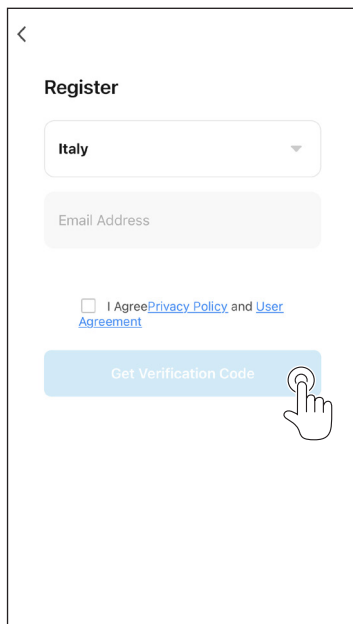 Register
Italy
Email Address
I AgreePrivacy Policy and User
Agreement
Get Verification Code